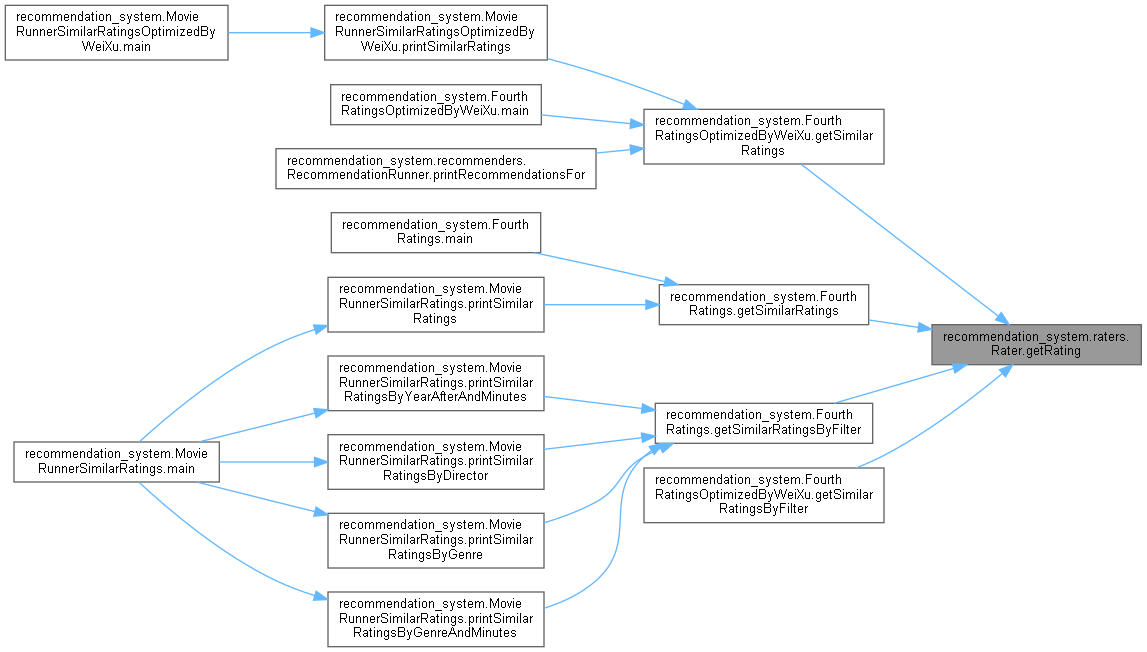 recommendation_system.Movie
RunnerSimilarRatingsOptimizedBy
WeiXu.main
recommendation_system.Movie
RunnerSimilarRatingsOptimizedBy
WeiXu.printSimilarRatings
recommendation_system.Fourth
RatingsOptimizedByWeiXu.main
recommendation_system.Fourth
RatingsOptimizedByWeiXu.getSimilar
Ratings
recommendation_system.recommenders.
RecommendationRunner.printRecommendationsFor
recommendation_system.Fourth
Ratings.main
recommendation_system.Movie
RunnerSimilarRatings.printSimilar
Ratings
recommendation_system.Fourth
Ratings.getSimilarRatings
recommendation_system.raters.
Rater.getRating
recommendation_system.Movie
RunnerSimilarRatings.printSimilar
RatingsByYearAfterAndMinutes
recommendation_system.Fourth
Ratings.getSimilarRatingsByFilter
recommendation_system.Movie
RunnerSimilarRatings.main
recommendation_system.Movie
RunnerSimilarRatings.printSimilar
RatingsByDirector
recommendation_system.Fourth
RatingsOptimizedByWeiXu.getSimilar
RatingsByFilter
recommendation_system.Movie
RunnerSimilarRatings.printSimilar
RatingsByGenre
recommendation_system.Movie
RunnerSimilarRatings.printSimilar
RatingsByGenreAndMinutes